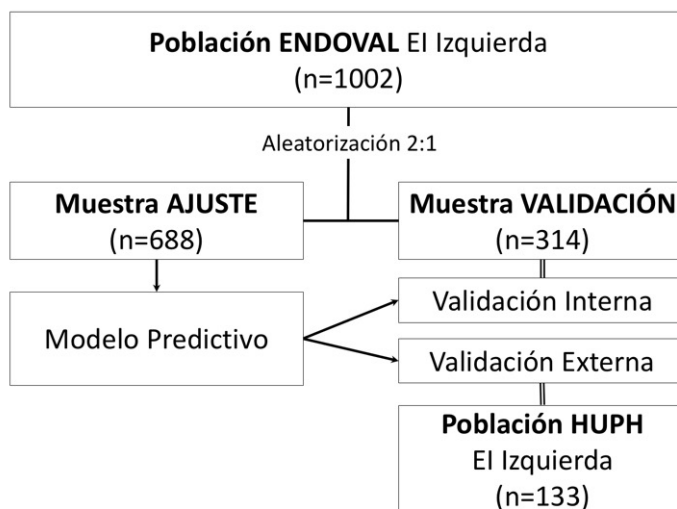 Población ENDOVAL EI Izquierda
(n=1002)
Aleatorización 2:1
Muestra AJUSTE
(n=688)
Muestra VALIDACIÓN
(n=314)
Modelo Predictivo
Validación Interna
Validación Externa
Población HUPH
EI Izquierda
(n=133)